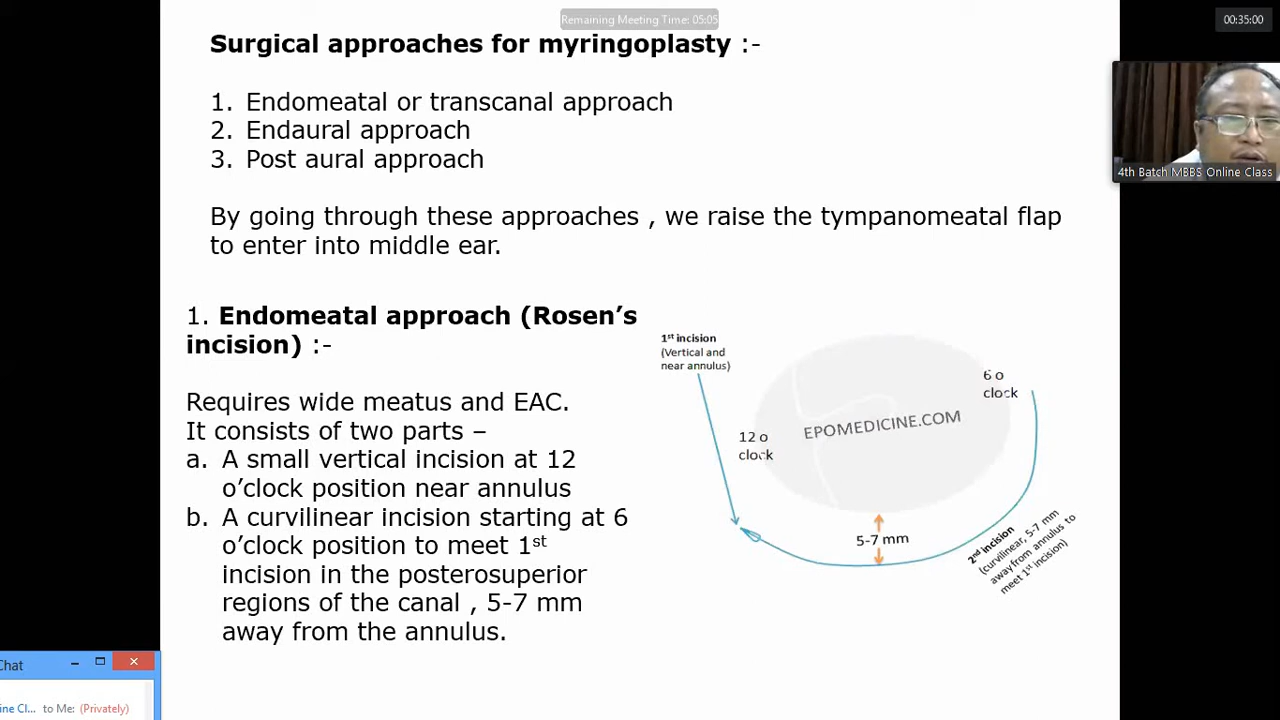 Remaining Meeting Time: 05:05
00:35:00
Surgical approaches for myringoplasty :-
1. Endomeatal or transcanal approach
2. Endaural approach
3. Post aural approach
By going through these approaches , we raise the tympanomeatal flap
to enter into middle ear.
4th Batch MBBS Online Class
1. Endomeatal approach (Rosen’s
incision) :-
Requires wide meatus and EAC.
It consists of two parts –
a. A small vertical incision at 12
o’clock position near annulus
b. A curvilinear incision starting at 6
o’clock position to meet 1st
incision in the posterosuperior
regions of the canal , 5-7 mm
away from the annulus.
1st incision
(Vertical and
near annulus)
6 o
clock
12 o
clock
EPOMEDICINE.COM
5-7 mm
2nd incision
(curvilinear, 5-7 mm
away from annulus to
meet 1st incision)
Chat
ine Cl... to Me: (Privately)